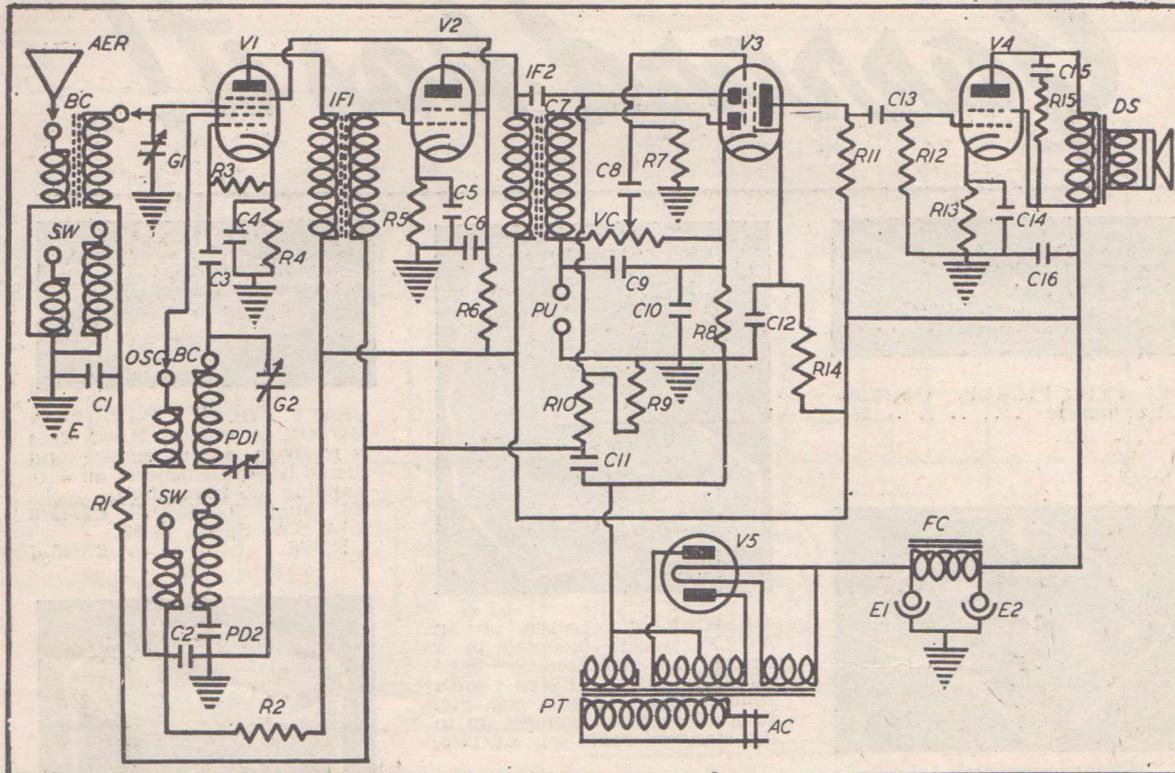 AER
V1
V2
V3
V4
BC
G1
IF1
IF2
C7
C13
C15
R15
DS
R3
C4
R4
C3
R5
C5
C6
R6
C8
R7
VC
R11
R12
R13
C14
C16
SW
E
C1
OSC
BC
G2
PD1
SW
PD2
C2
R1
R2
PU
C9
C10
R8
C12
R14
R10
R9
C11
V5
FC
E1
E2
PT
AC